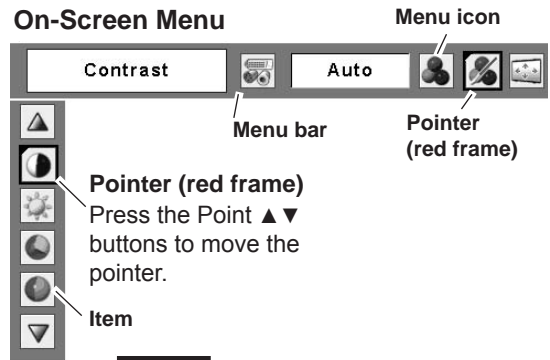 On-Screen Menu
Menu icon
Contrast
Auto
Menu bar
Pointer
(red frame)
Pointer (red frame)
Press the Point ▲▼
buttons to move the
pointer.
Item